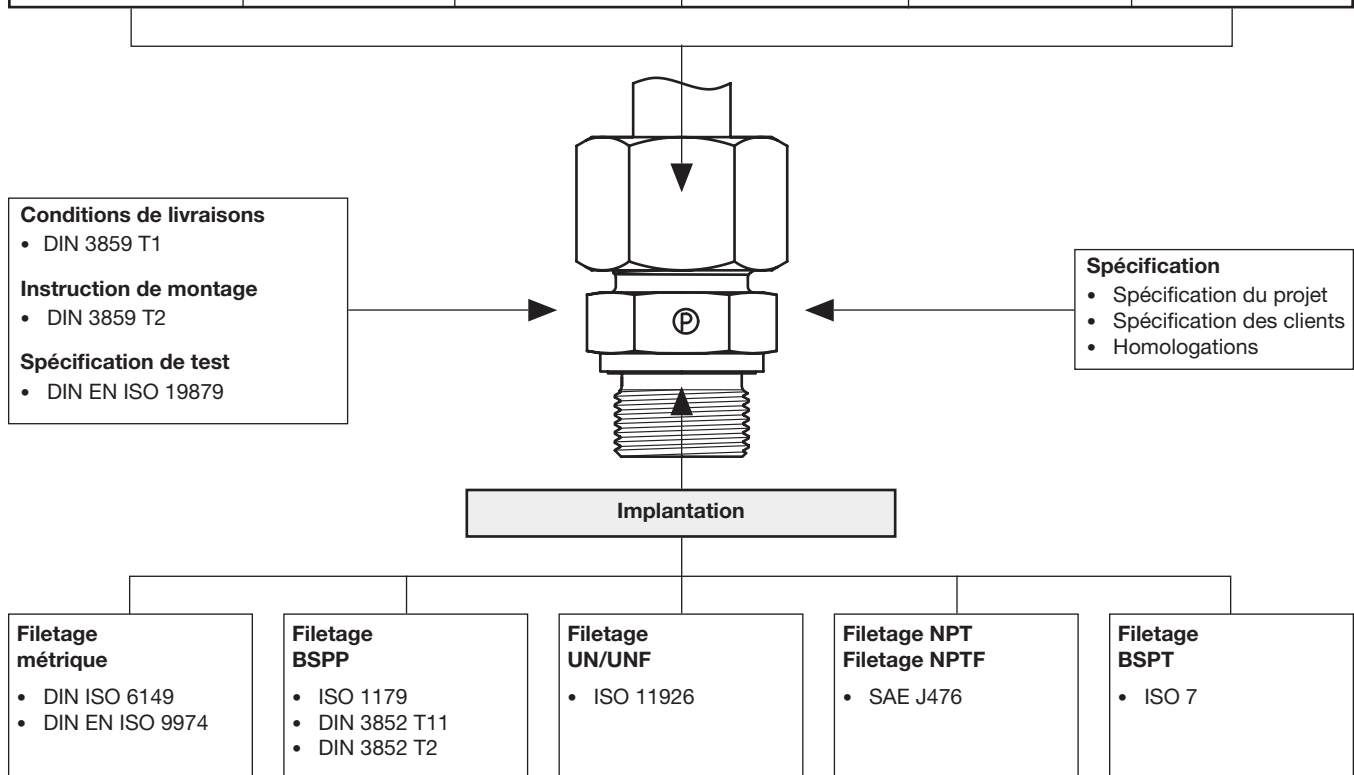 Conditions de livraisons
• DIN 3859 T1
Instruction de montage
• DIN 3859 T2
Spécification de test
• DIN EN ISO 19879
P
Spécification
• Spécification du projet
• Spécification des clients
• Homologations
Implantation
Filetage
métrique
• DIN ISO 6149
• DIN EN ISO 9974
Filetage
BSPP
• ISO 1179
• DIN 3852 T11
• DIN 3852 T2
Filetage
UN/UNF
• ISO 11926
Filetage NPT
Filetage NPTF
• SAE J476
Filetage
BSPT
• ISO 7